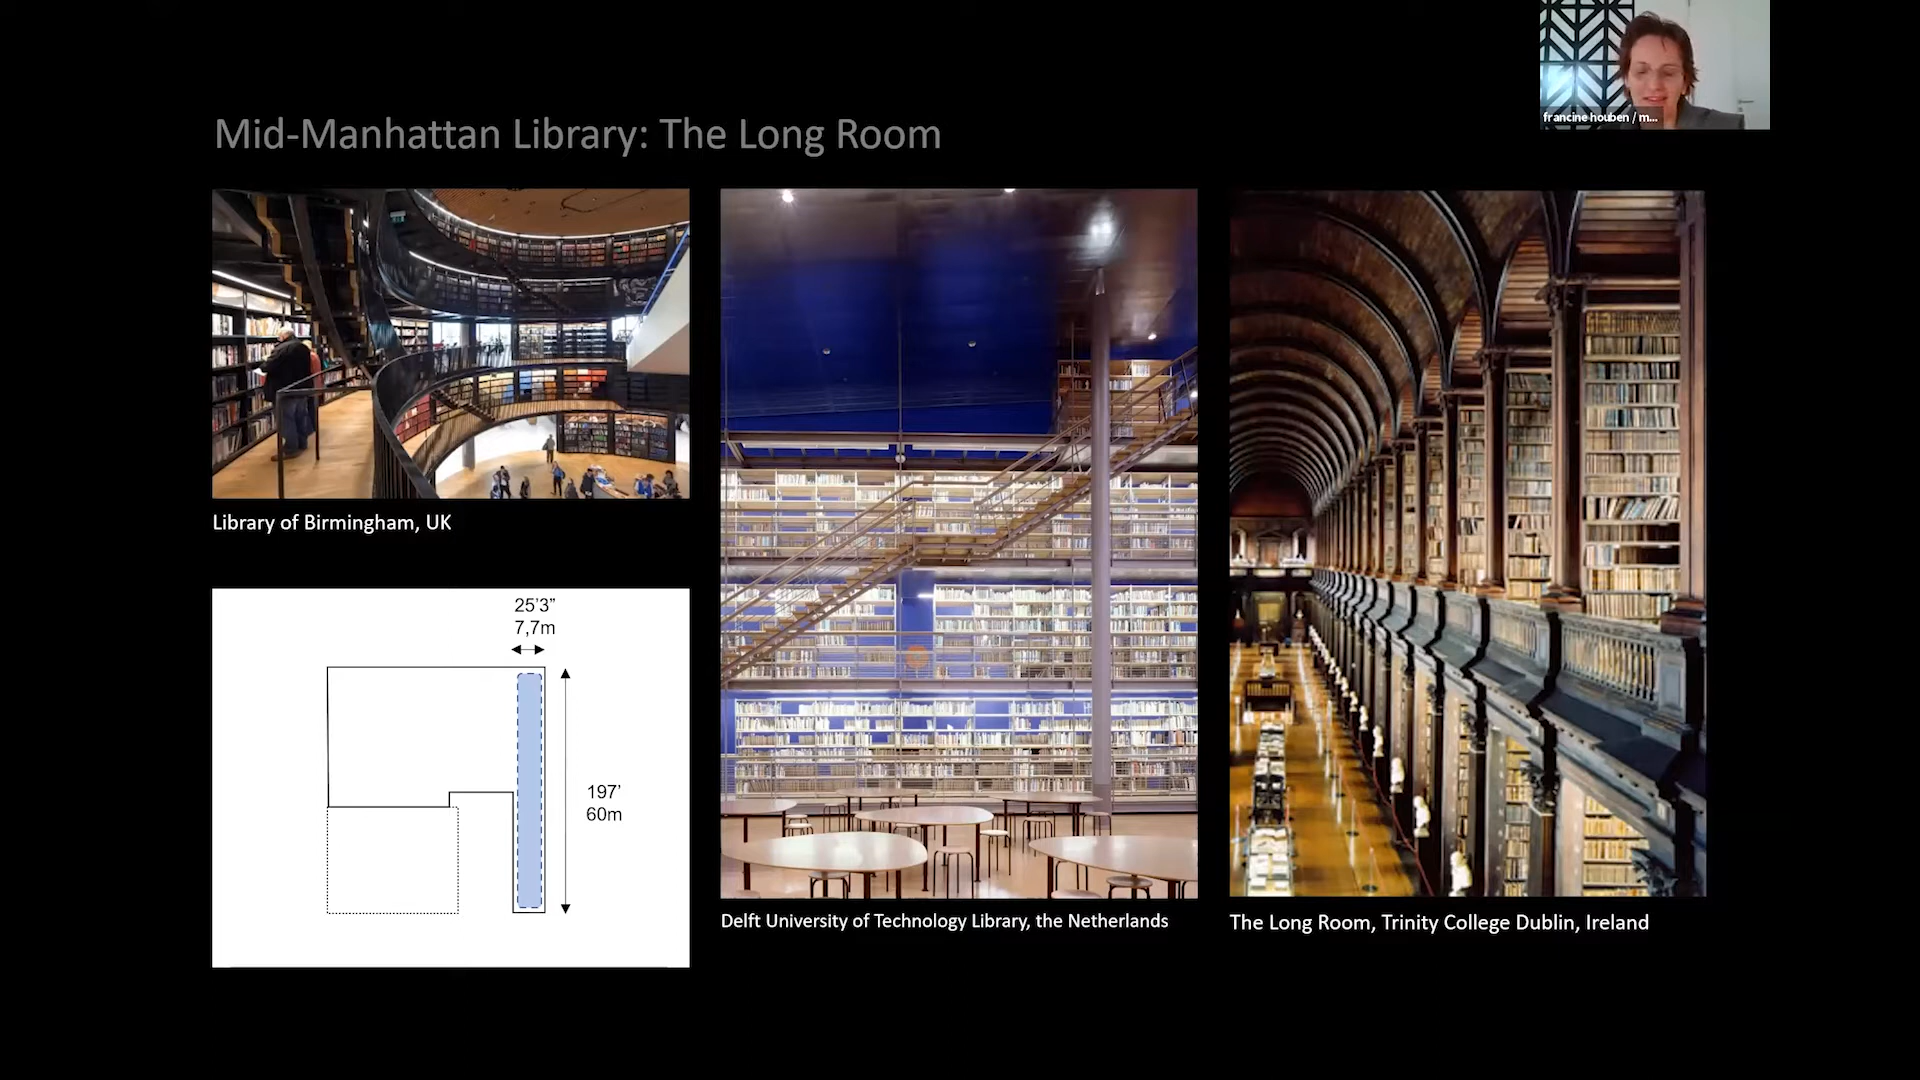 francine houben / m...
Mid-Manhattan Library: The Long Room
Library of Birmingham, UK
25'3”
7,7m
197'
60m
Delft University of Technology Library, the Netherlands
The Long Room, Trinity College Dublin, Ireland